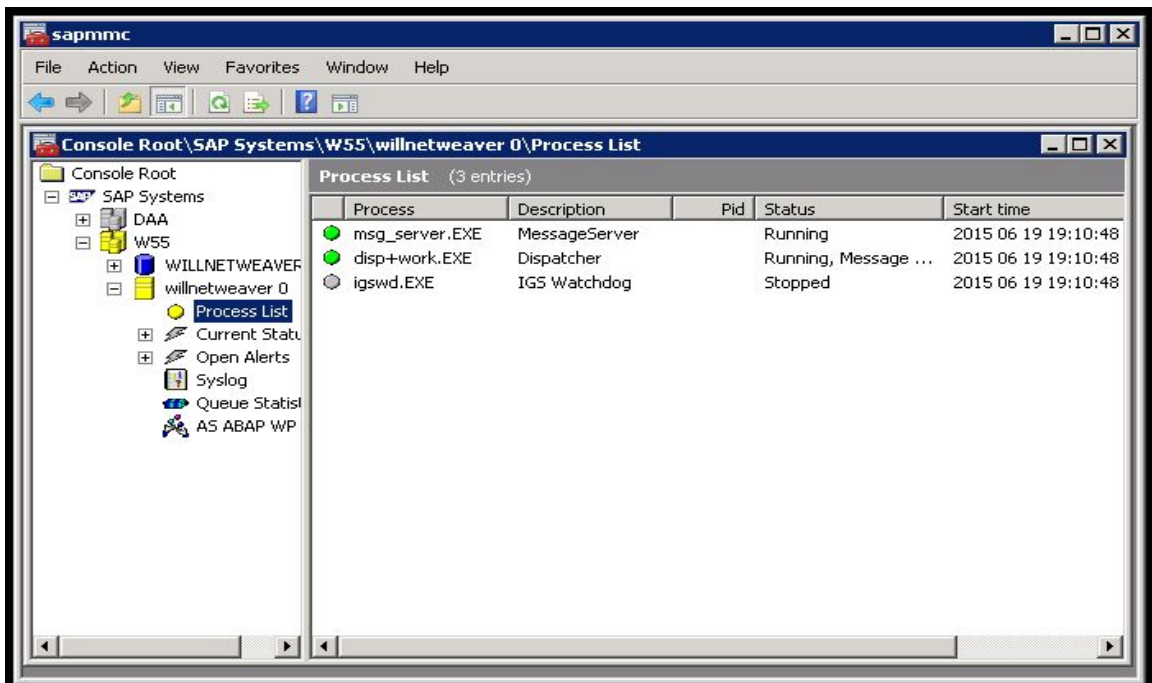 sapmmc
File Action View Favorites Window Help
Console Root\SAP Systems\W55\willnetweaver 0\Process List
Console Root
SAP Systems
DAA
W55
WILLNETWEAVER
willnetweaver 0
Process List
Current Statu
Open Alerts
Syslog
Queue Statist
AS ABAP WP
Process List (3 entries)
Process Description Pid Status Start time
msg_server.EXE MessageServer Running 2015 06 19 19:10:48
disp+work.EXE Dispatcher Running, Message ... 2015 06 19 19:10:48
igswd.EXE IGS Watchdog Stopped 2015 06 19 19:10:48